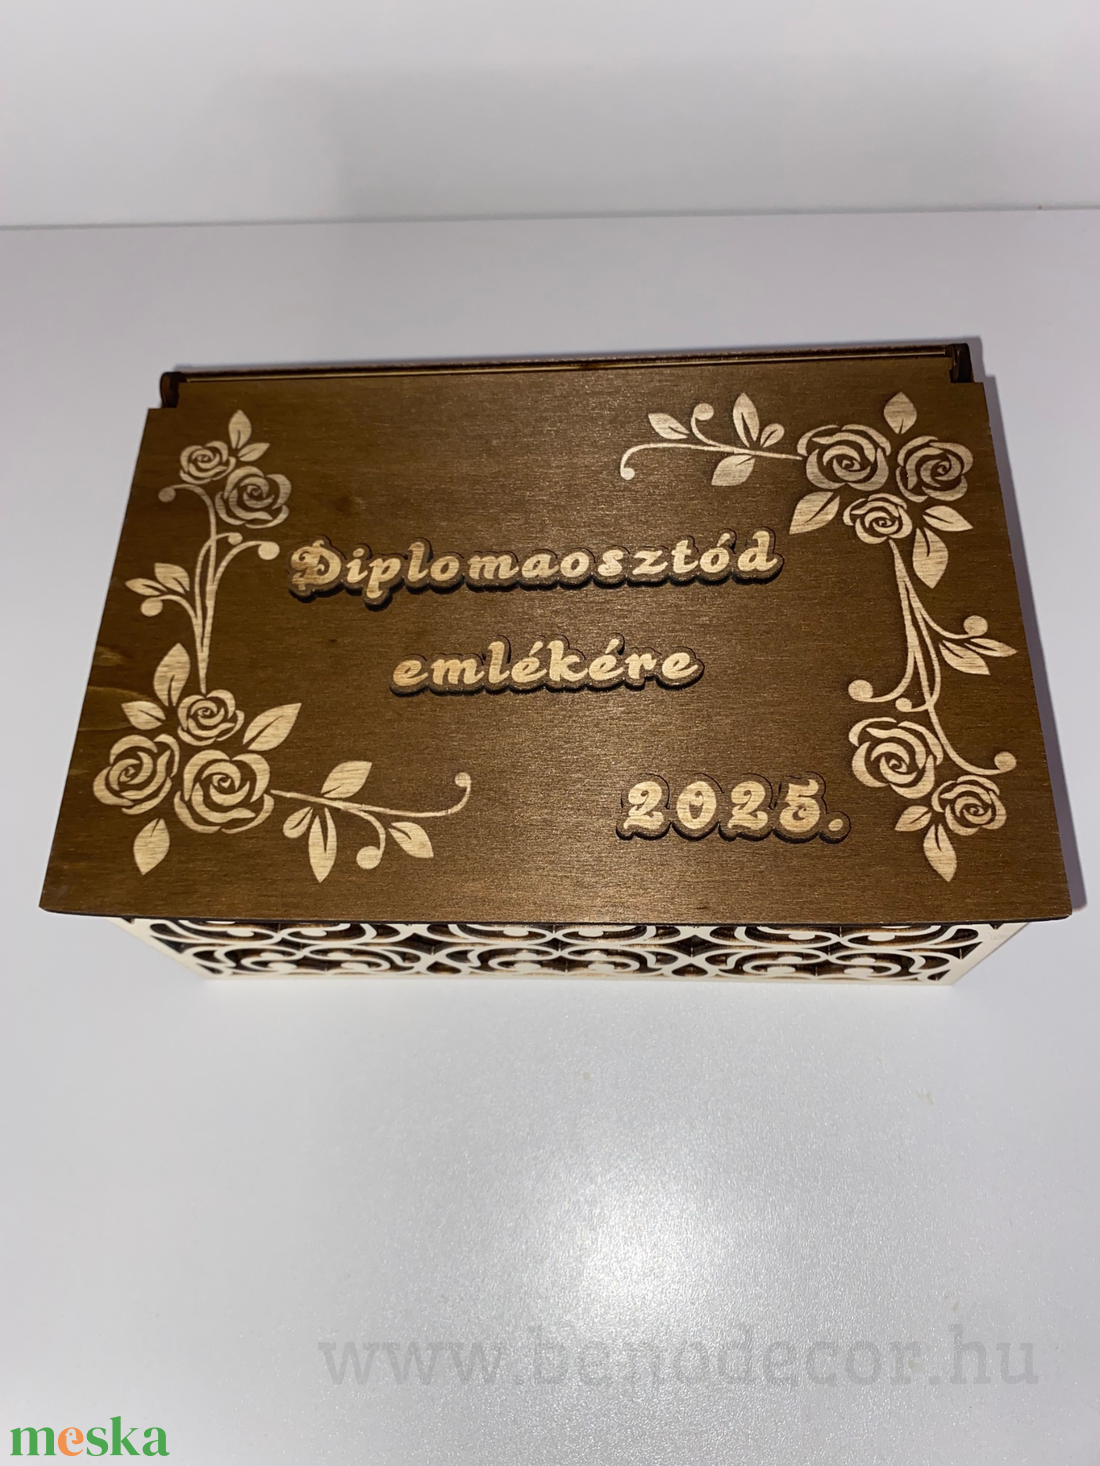 Diplomaosztód
emlékére
2025.
www.benodecor.hu
meska